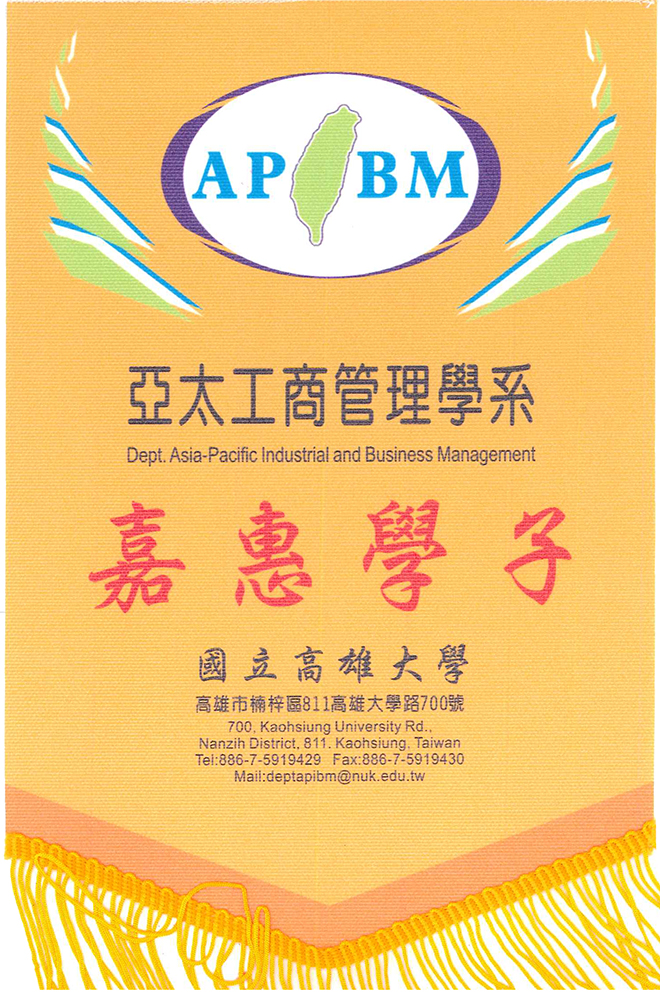 AP BM
亞太工商管理學系
Dept. Asia-Pacific Industrial and Business Management
嘉惠學子
國立高雄大學
高雄市楠梓區811高雄大學路700號
700, Kaohsiung University Rd.,
Nanzih District, 811. Kaohsiung, Taiwan
Tel:886-7-5919429 Fax:886-7-5919430
Mail:deptapibm@nuk.edu.tw